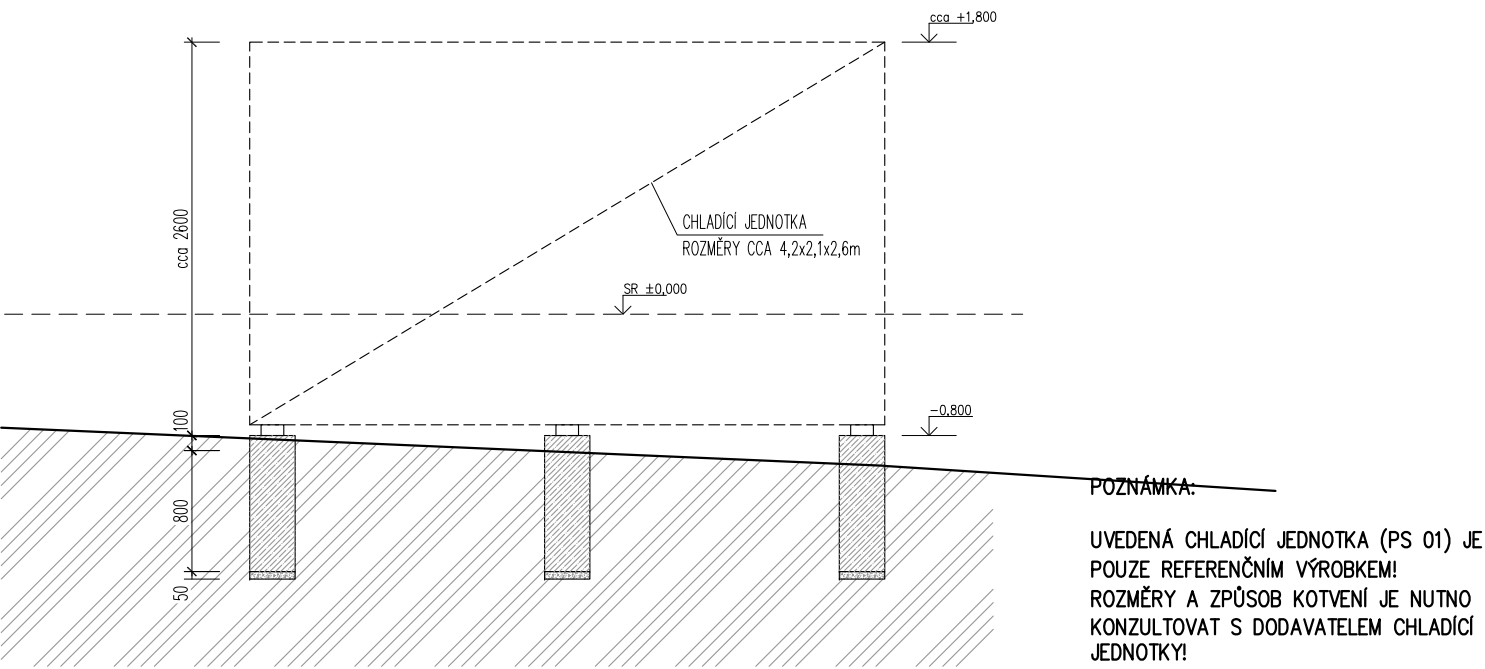 cca +1,800
cca 2600
CHLADÍCÍ JEDNOTKA
ROZMĚRY CCA 4,2x2,1x2,6m
SR ±0,000
100
-0,800
800
50
POZNÁMKA:
UVEDENÁ CHLADÍCÍ JEDNOTKA (PS 01) JE
POUZE REFERENČNÍM VÝROBKEM!
ROZMĚRY A ZPŮSOB KOTVENÍ JE NUTNO
KONZULTOVAT S DODAVATELEM CHLADÍCÍ
JEDNOTKY!